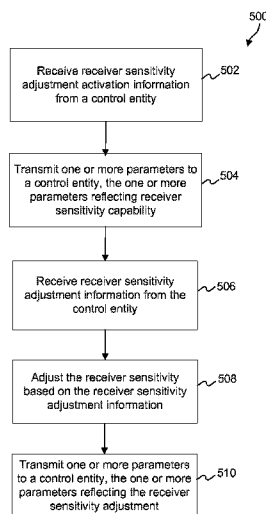 500
Receive receiver sensitivity
adjustment activation information
from a control entity
502
Transmit one or more parameters to
a control entity, the one or more
parameters reflecting receiver
sensitivity capability
504
Receive receiver sensitivity
adjustment information from the
control entity
506
Adjust the receiver sensitivity
based on the receiver sensitivity
adjustment information
508
Transmit one or more parameters
to a control entity, the one or more
parameters reflecting the receiver
sensitivity adjustment
510